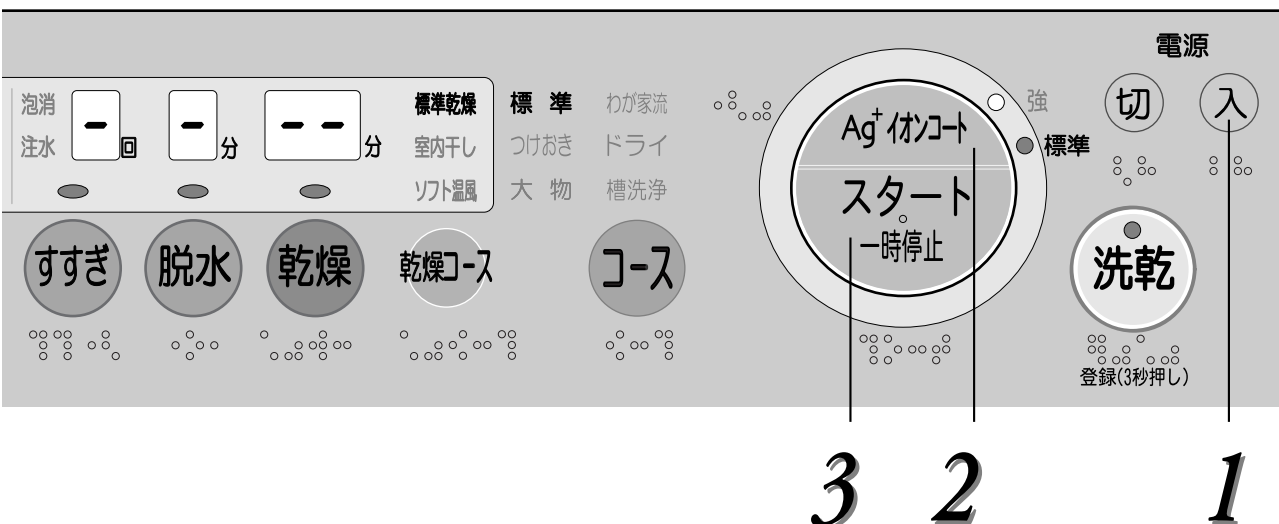 電源
切 入
泡消 標準乾燥 標準 わが家流 強
- 回 - 分 -- 分
Ag⁺イオンコート
注水 室内干し つけおき ドライ 標準
ソフト温風 大物 槽洗浄
スタート
一時停止
すすぎ 脱水 乾燥 乾燥コース コース 洗乾
登録(3秒押し)
3 2 1